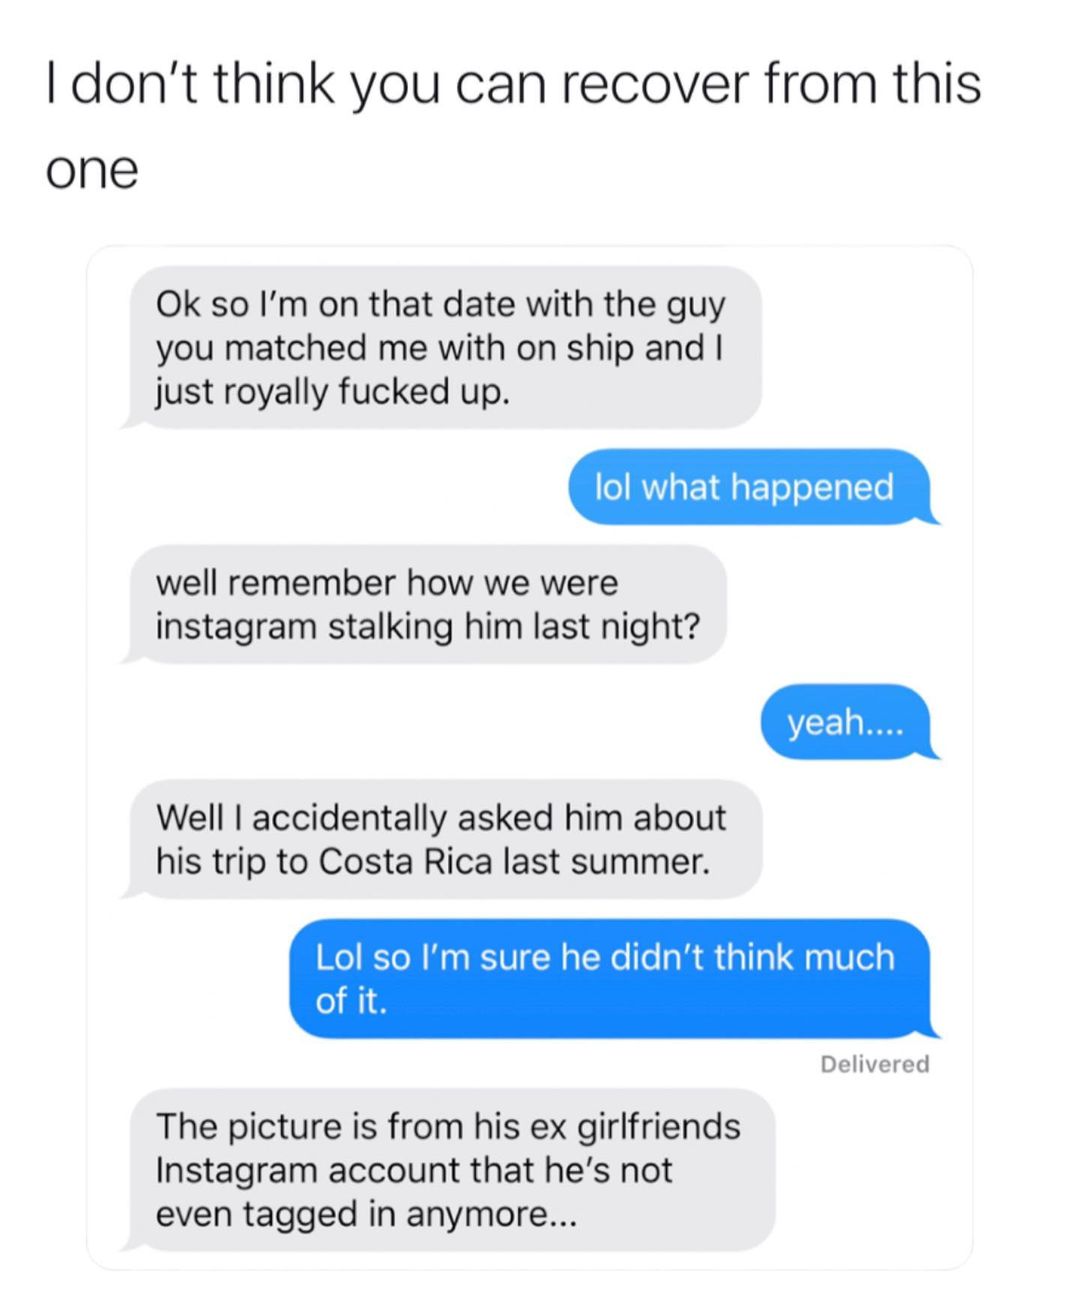 I don't think you can recover from this
one
Ok so I'm on that date with the guy
you matched me with on ship and I
just royally fucked up.
lol what happened
well remember how we were
instagram stalking him last night?
yeah....
Well I accidentally asked him about
his trip to Costa Rica last summer.
Lol so I'm sure he didn't think much
of it.
Delivered
The picture is from his ex girlfriends
Instagram account that he's not
even tagged in anymore...